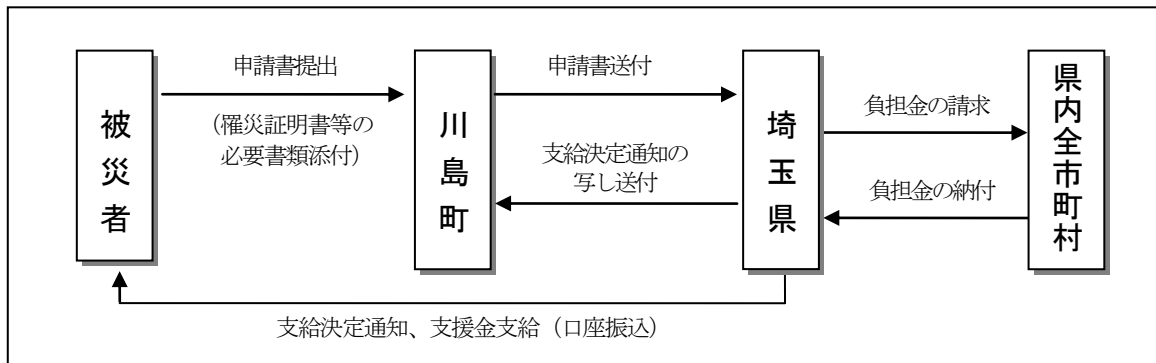 被災者
申請書提出
(罹災証明書等の
必要書類添付)
川島町
申請書送付
支給決定通知の
写し送付
埼玉県
負担金の請求
負担金の納付
県内全市町村
支給決定通知、支援金支給(口座振込)